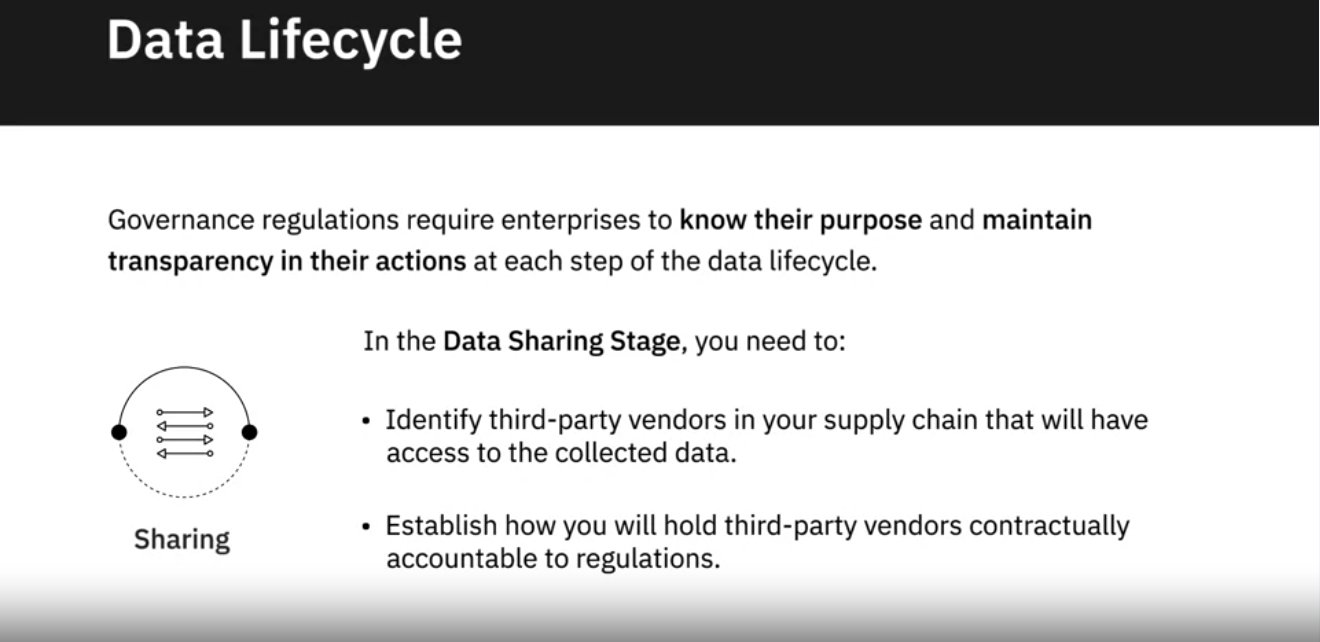 Data Lifecycle
Governance regulations require enterprises to know their purpose and maintain
transparency in their actions at each step of the data lifecycle.
In the Data Sharing Stage, you need to:
• Identify third-party vendors in your supply chain that will have
access to the collected data.
• Establish how you will hold third-party vendors contractually
accountable to regulations.
Sharing